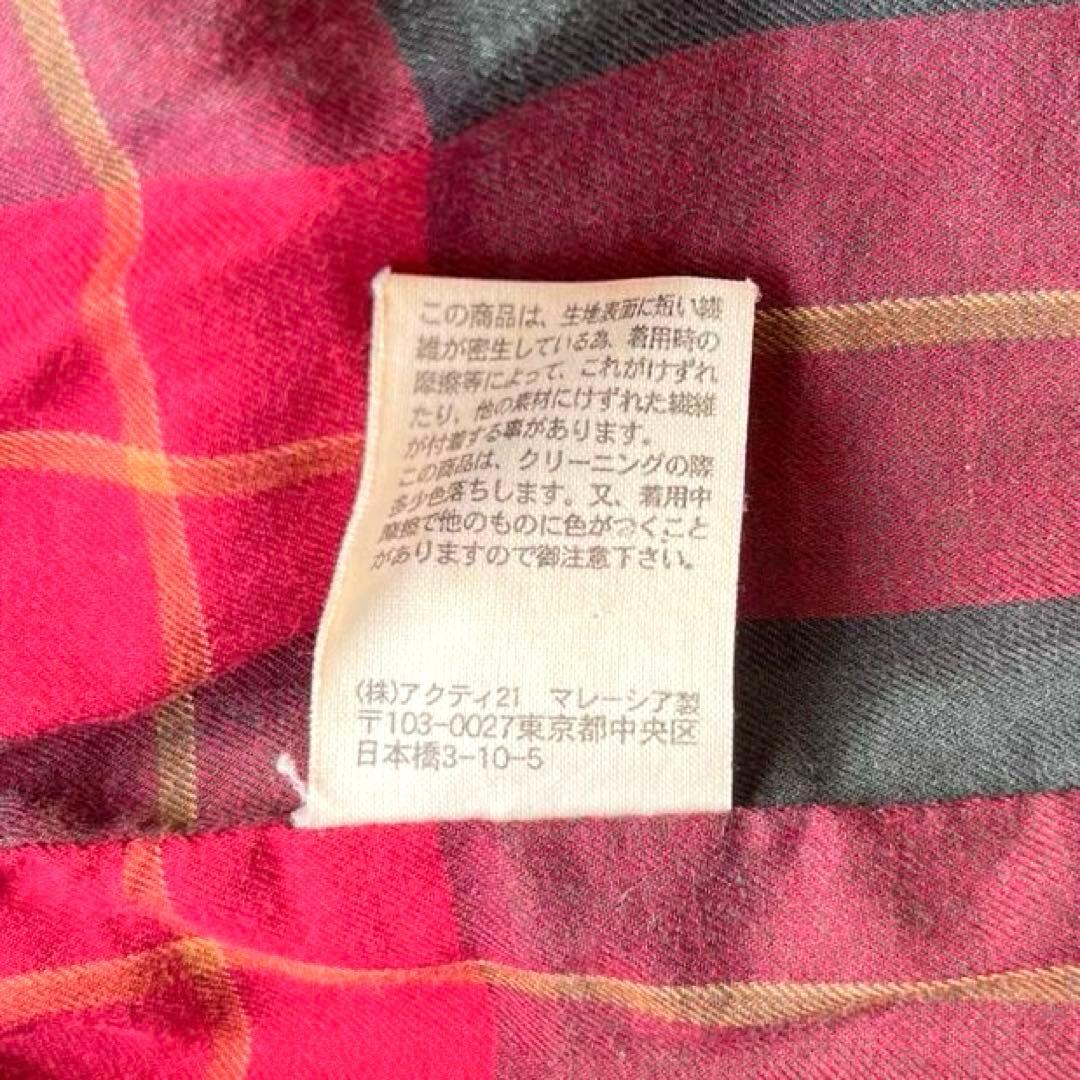 この商品は、生地表面に短い繊
維が密生している為、着用時の
摩擦等によって、これがけずれ
たり、他の素材にけずれた繊維
が付着する事があります。
この商品は、クリーニングの際
多少色落ちします。又、着用中
摩擦で他のものに色がつくこと
がありますので御注意下さい。
(株)アクティ21 マレーシア製
〒103-0027東京都中央区
日本橋3-10-5